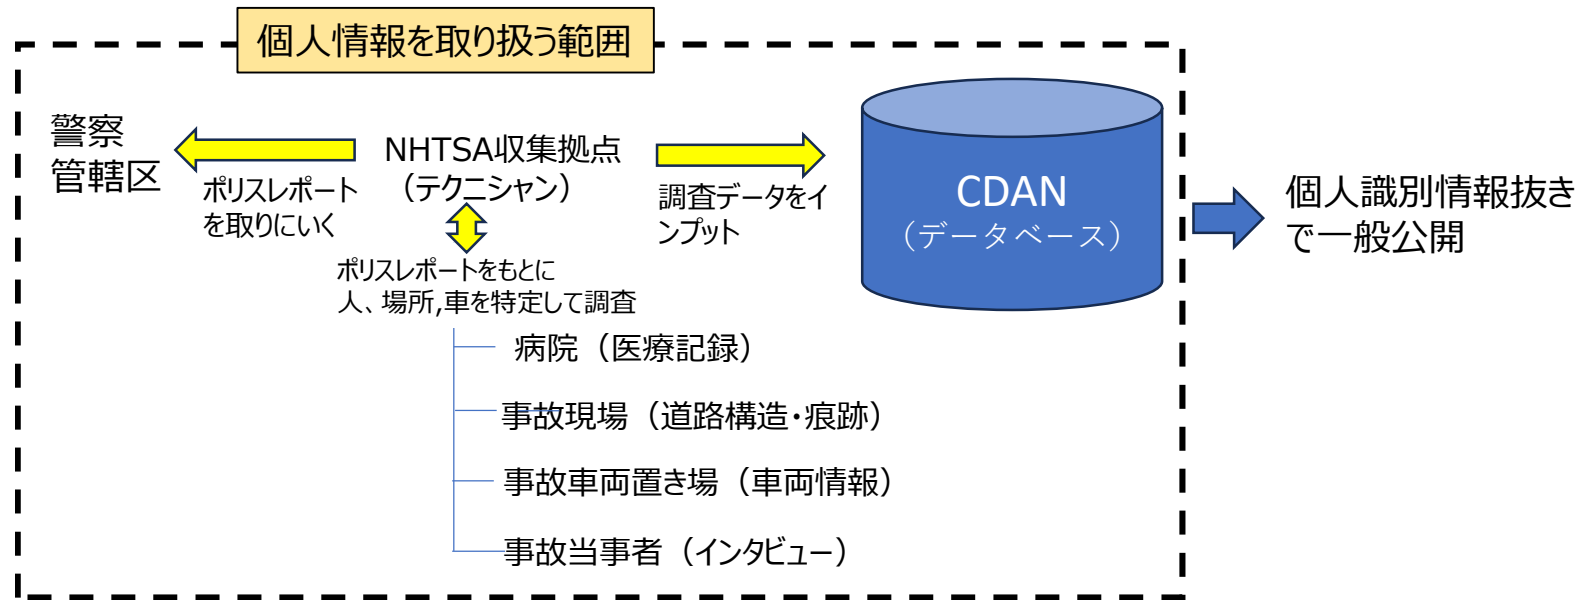 個人情報を取り扱う範囲
警察
管轄区
ポリスレポート
を取りにいく
NHTSA収集拠点
（テクニシャン）
調査データをイ
ンプット
CDAN
（データベース）
個人識別情報抜き
で一般公開
ポリスレポートをもとに
人、場所,車を特定して調査
病院（医療記録）
事故現場（道路構造・痕跡）
事故車両置き場（車両情報）
事故当事者（インタビュー）